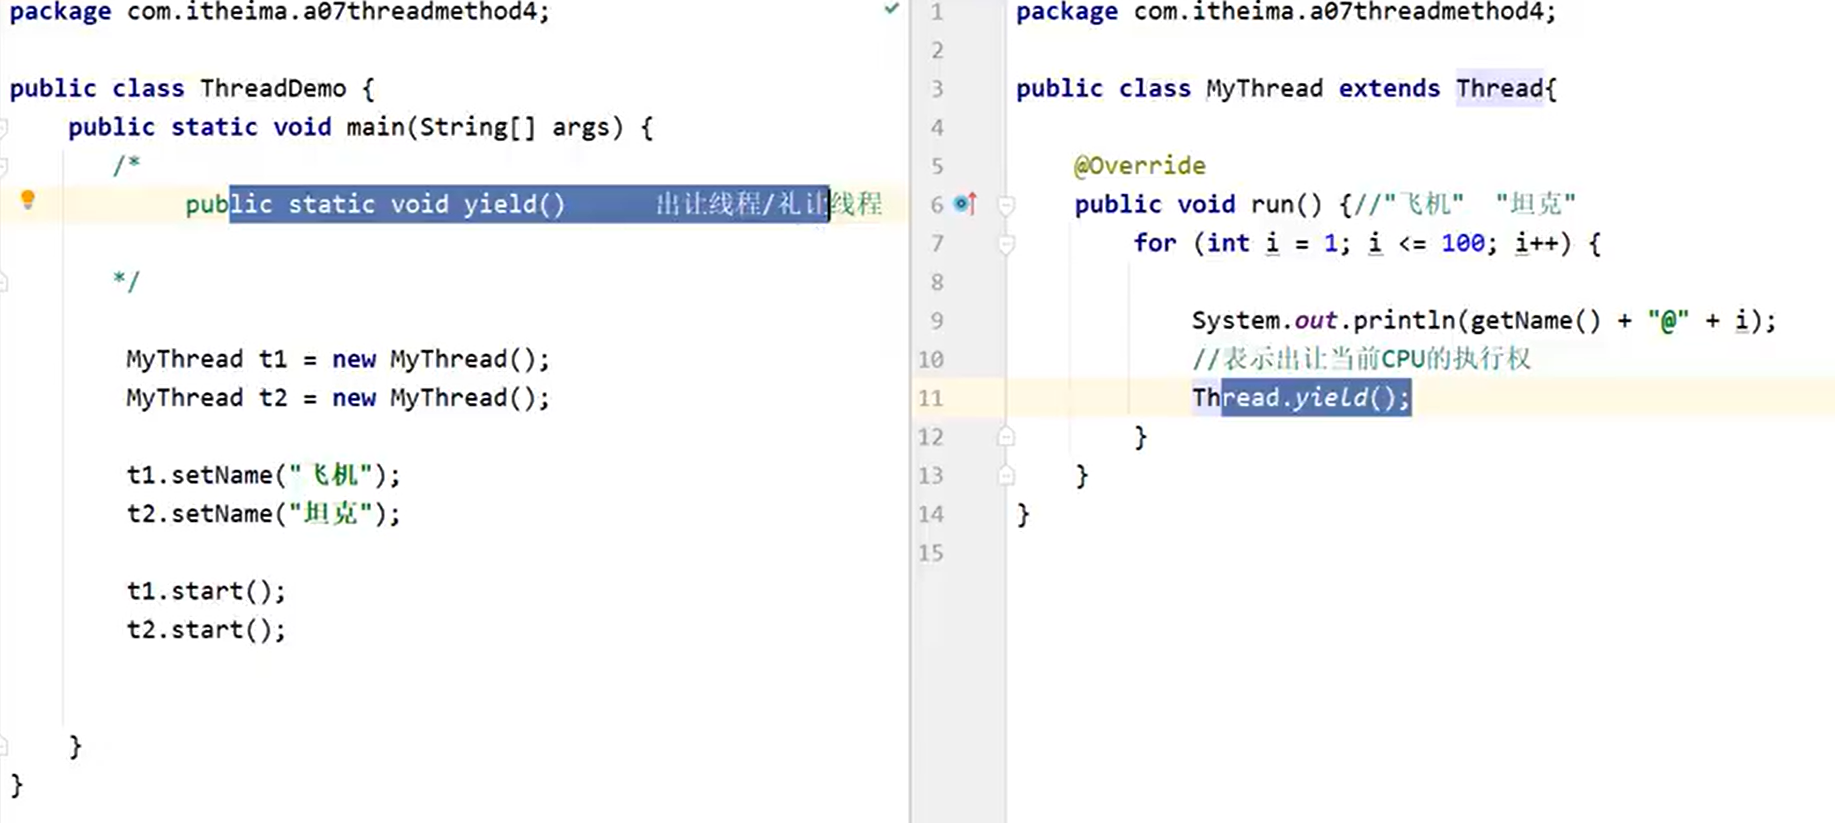 package com.itheima.a07threadmethod4;
public class ThreadDemo {
public static void main(String[] args) {
/*
public static void yield() 出让线程/礼让线程
*/
MyThread t1 = new MyThread();
MyThread t2 = new MyThread();
t1.setName("飞机");
t2.setName("坦克");
t1.start();
t2.start();
}
}
1 package com.itheima.a07threadmethod4;
2
3 public class MyThread extends Thread{
4
5 @Override
6 public void run() {//"飞机" "坦克"
7 for (int i = 1; i <= 100; i++) {
8
9 System.out.println(getName() + "@" + i);
10 //表示出让当前CPU的执行权
11 Thread.yield();
12 }
13 }
14 }
15